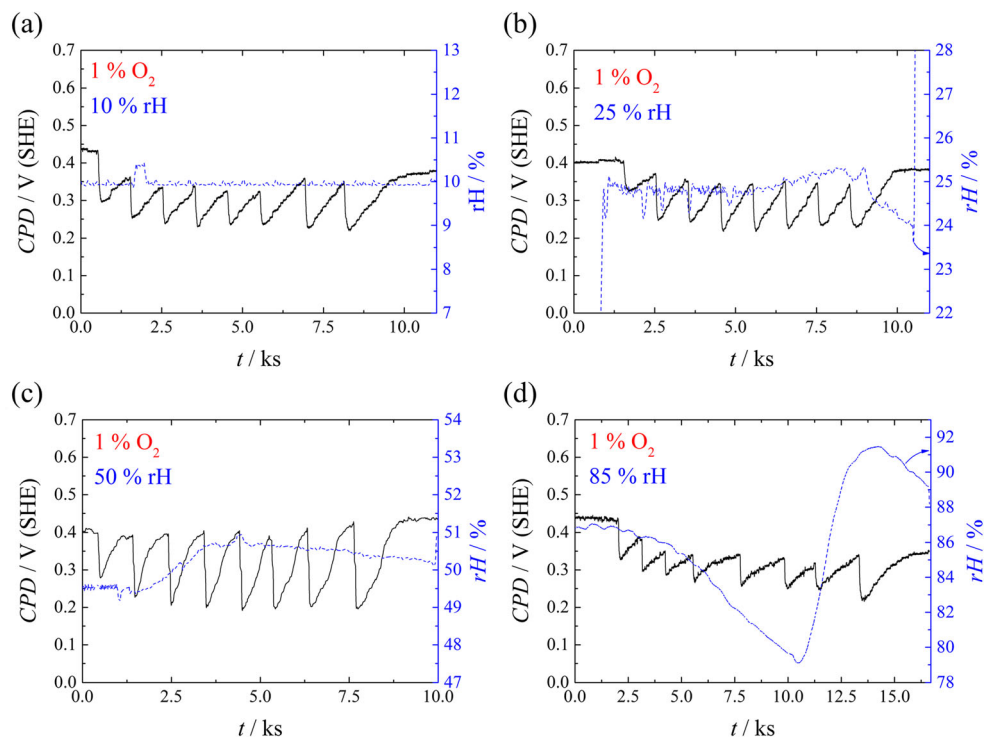 (a)
1 % O2
10 % rH
CPD / V (SHE)
0.7
0.6
0.5
0.4
0.3
0.2
0.1
0.0
13
12
11
10
9
8
7
rH / %
0.0 2.5 5.0 7.5 10.0
t / ks
(b)
1 % O2
25 % rH
CPD / V (SHE)
0.7
0.6
0.5
0.4
0.3
0.2
0.1
0.0
28
27
26
25
24
23
22
rH / %
0.0 2.5 5.0 7.5 10.0
t / ks
(c)
1 % O2
50 % rH
CPD / V (SHE)
0.7
0.6
0.5
0.4
0.3
0.2
0.1
0.0
54
53
52
51
50
49
48
47
rH / %
0.0 2.5 5.0 7.5 10.0
t / ks
(d)
1 % O2
85 % rH
CPD / V (SHE)
0.7
0.6
0.5
0.4
0.3
0.2
0.1
0.0
92
90
88
86
84
82
80
78
rH / %
0.0 2.5 5.0 7.5 10.0 12.5 15.0
t / ks